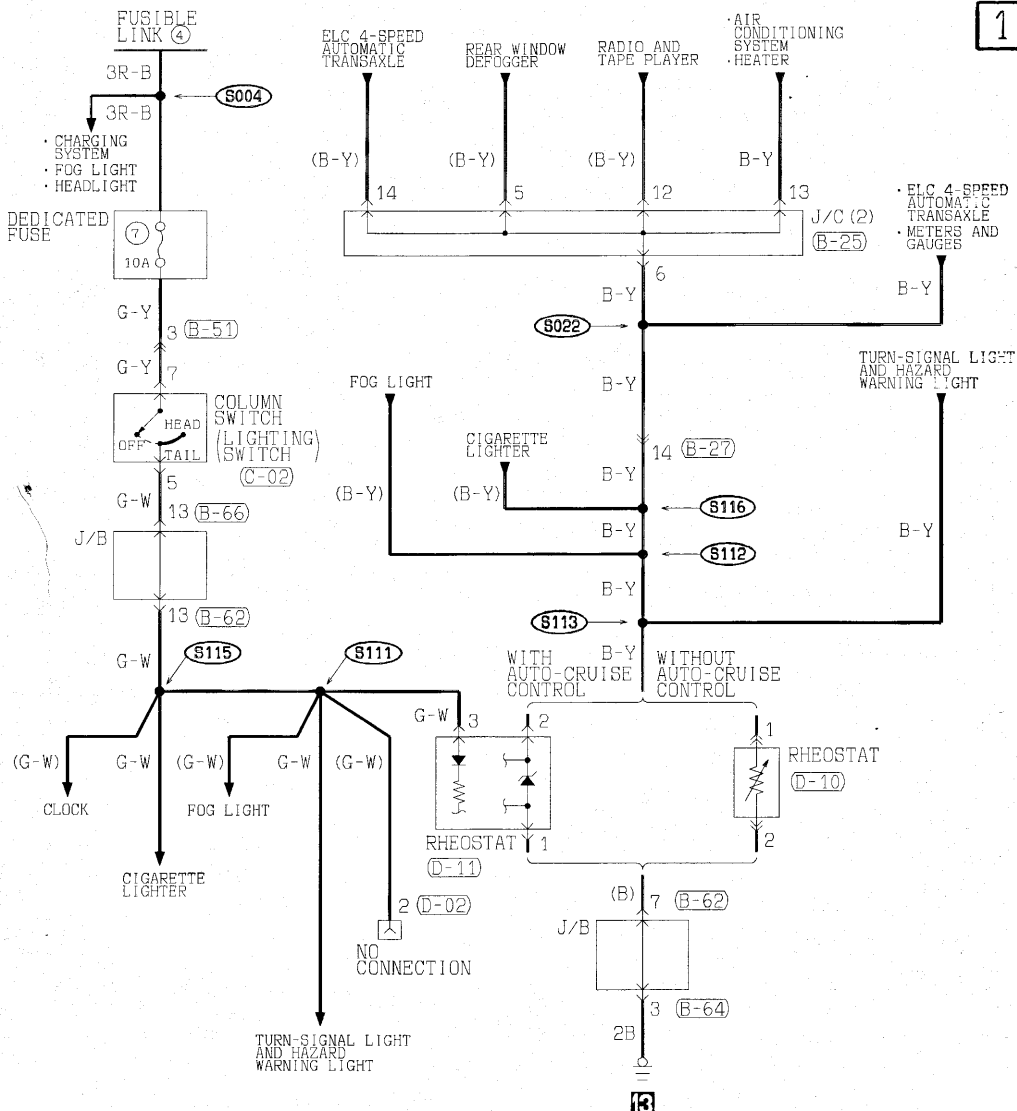 FUSIBLE
LINK ④
3R-B
S004
3R-B
· CHARGING
SYSTEM
· FOG LIGHT
· HEADLIGHT
DEDICATED
FUSE
⑦
10A
G-Y
3 B-51
G-Y
7
COLUMN
SWITCH
(LIGHTING
SWITCH)
HEAD
OFF
TAIL
C-02
5
G-W
13 B-66
J/B
13 B-62
G-W
S115
S111
(G-W)
G-W
(G-W)
G-W
(G-W)
CLOCK
FOG LIGHT
CIGARETTE
LIGHTER
2 D-02
NO
CONNECTION
TURN-SIGNAL LIGHT
AND HAZARD
WARNING LIGHT
1
ELC 4-SPEED
AUTOMATIC
TRANSAXLE
REAR WINDOW
DEFOGGER
RADIO AND
TAPE PLAYER
· AIR
CONDITIONING
SYSTEM
· HEATER
(B-Y)
(B-Y)
(B-Y)
B-Y
14
5
12
13
J/C (2)
B-25
· ELC 4-SPEED
AUTOMATIC
TRANSAXLE
· METERS AND
GAUGES
6
B-Y
B-Y
S022
TURN-SIGNAL LIGHT
AND HAZARD
WARNING LIGHT
FOG LIGHT
B-Y
CIGARETTE
LIGHTER
14 B-27
(B-Y)
(B-Y)
B-Y
S116
B-Y
B-Y
S112
B-Y
S113
B-Y
WITH
AUTO-CRUISE
CONTROL
WITHOUT
AUTO-CRUISE
CONTROL
G-W
3
2
1
RHEOSTAT
D-10
RHEOSTAT
D-11
1
2
(B)
7 B-62
J/B
3 B-64
2B
13